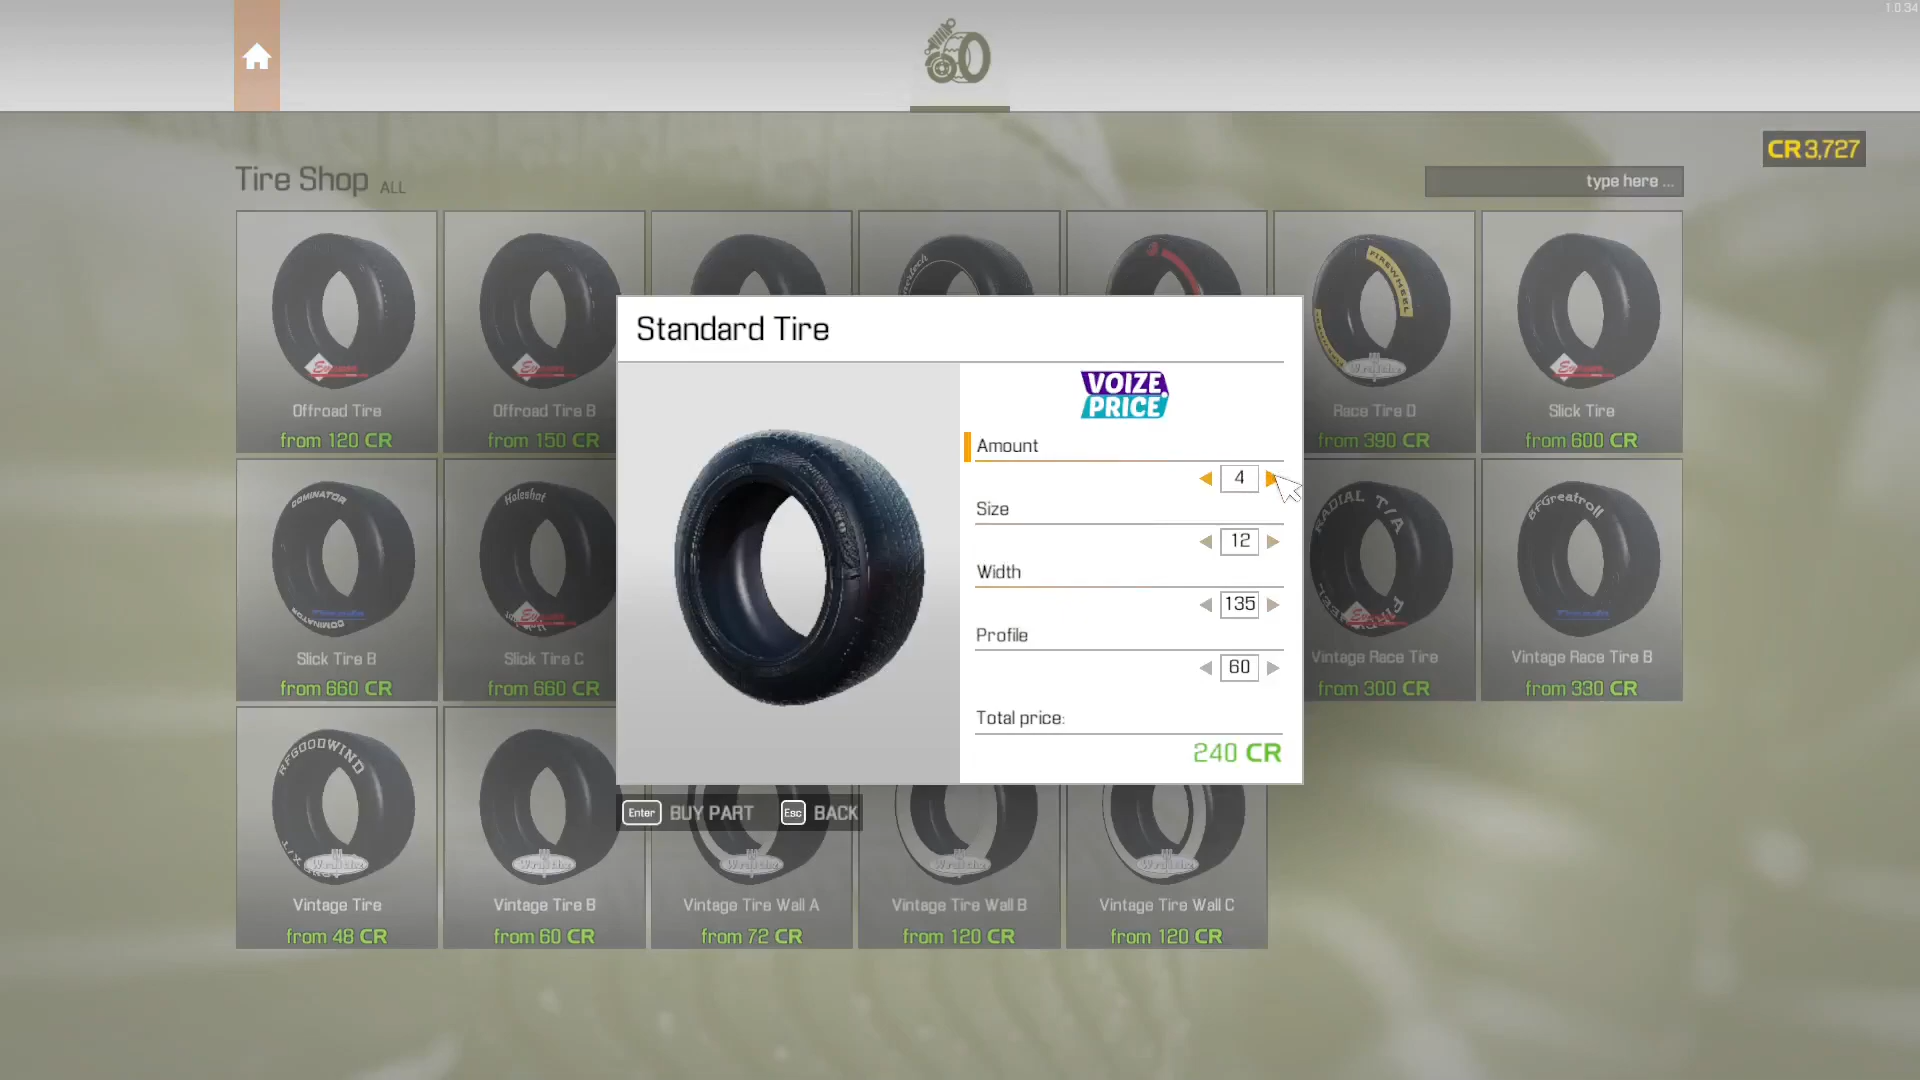 1.0.34
CR 3,727
Tire Shop ALL
type here ...
FIREWHEEL
Offroad Tire
from 120 CR
Offroad Tire B
from 150 CR
Race Tire D
from 390 CR
Slick Tire
from 600 CR
Standard Tire
VOIZE.
PRICE
Amount
4
Size
12
Width
135
Profile
60
Total price:
240 CR
DOMINATOR
DOMINATOR
Slick Tire B
from 660 CR
Holeshot
Slick Tire C
from 660 CR
RADIAL T/A
Vintage Race Tire
from 300 CR
BFGreatroll
Vintage Race Tire B
from 330 CR
Enter BUY PART Esc BACK
RFGOODWIND
Vintage Tire
from 48 CR
Vintage Tire B
from 60 CR
Vintage Tire Wall A
from 72 CR
Vintage Tire Wall B
from 120 CR
Vintage Tire Wall C
from 120 CR